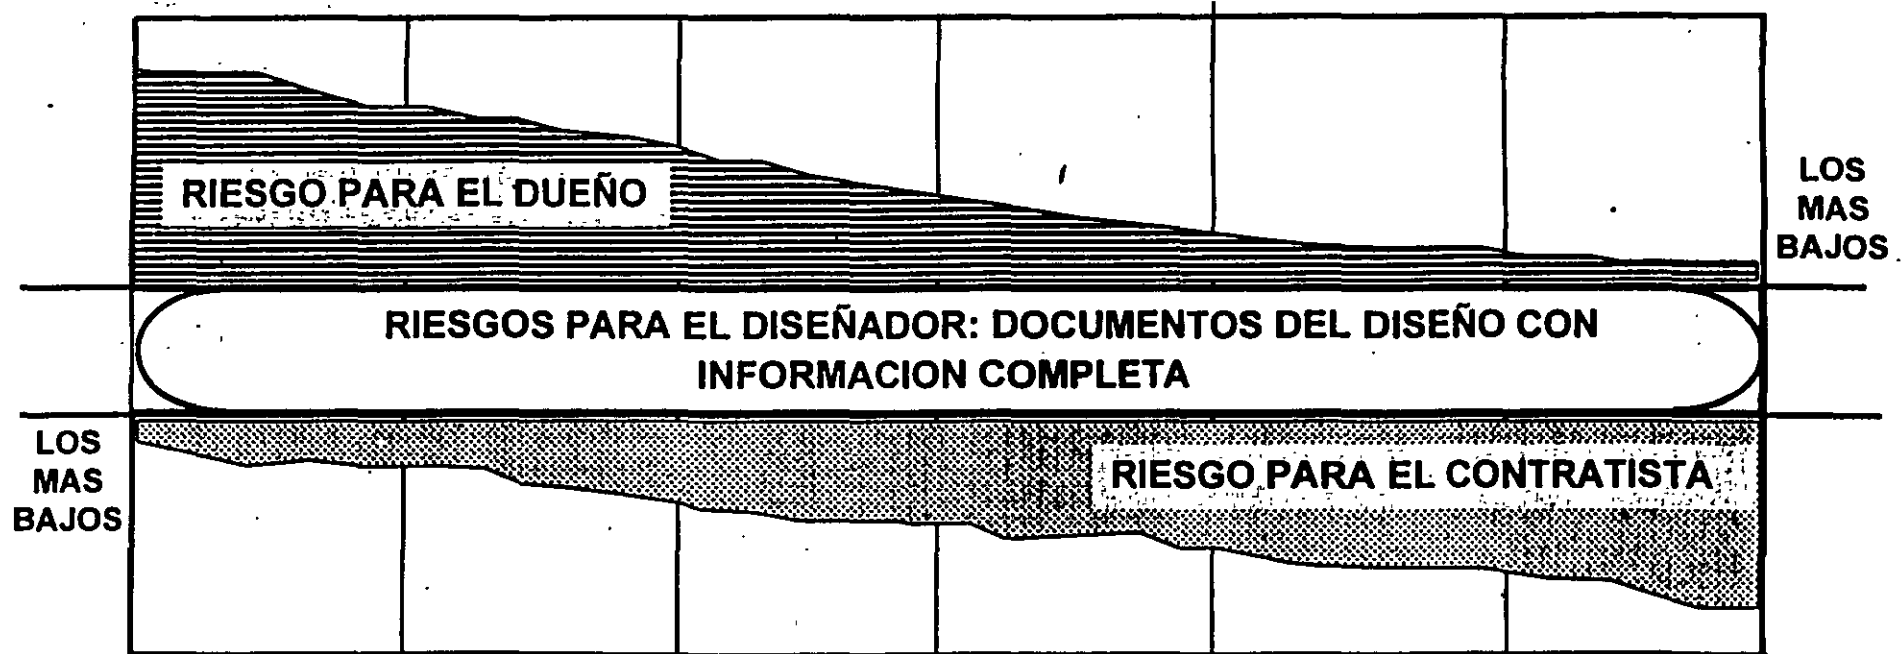 RIESGO PARA EL DUEÑO
LOS
MAS
BAJOS
RIESGOS PARA EL DISEÑADOR: DOCUMENTOS DEL DISEÑO CON
INFORMACION COMPLETA
LOS
MAS
BAJOS
RIESGO PARA EL CONTRATISTA